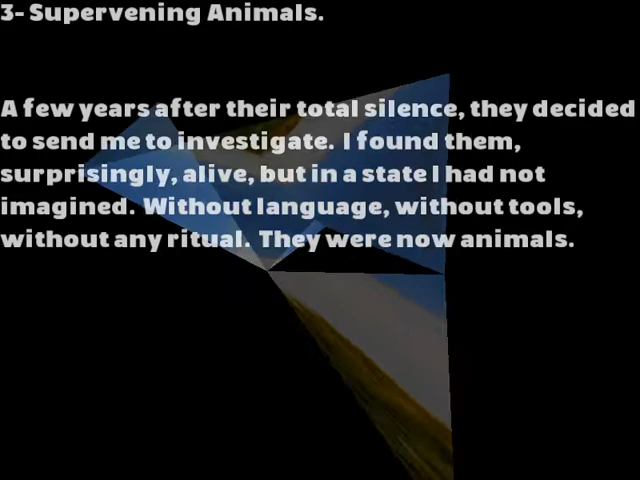 3- Supervening Animals.
A few years after their total silence, they decided
to send me to investigate. I found them,
surprisingly, alive, but in a state I had not
imagined. Without language, without tools,
without any ritual. They were now animals.